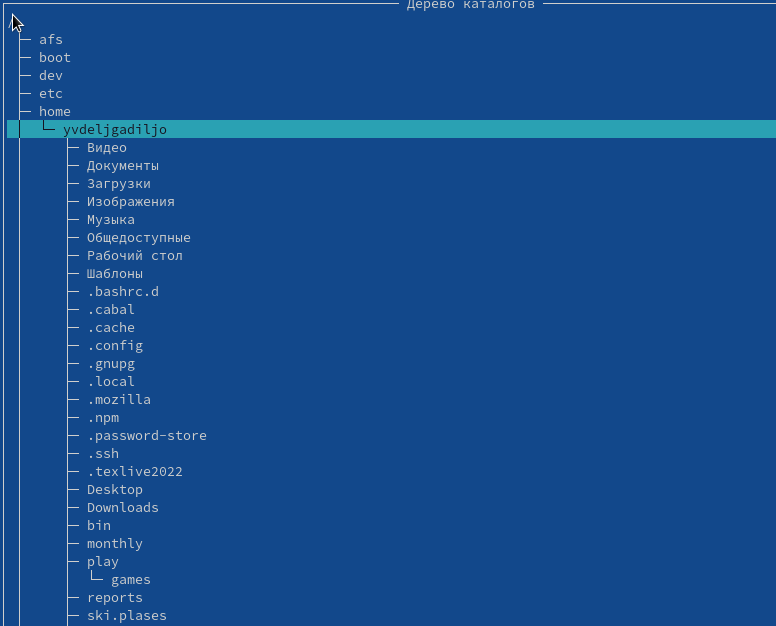 Дерево каталогов
/
afs
boot
dev
etc
home
yvdeljgadiljo
Видео
Документы
Загрузки
Изображения
Музыка
Общедоступные
Рабочий стол
Шаблоны
.bashrc.d
.cabal
.cache
.config
.gnupg
.local
.mozilla
.npm
.password-store
.ssh
.texlive2022
Desktop
Downloads
bin
monthly
play
games
reports
ski.plases